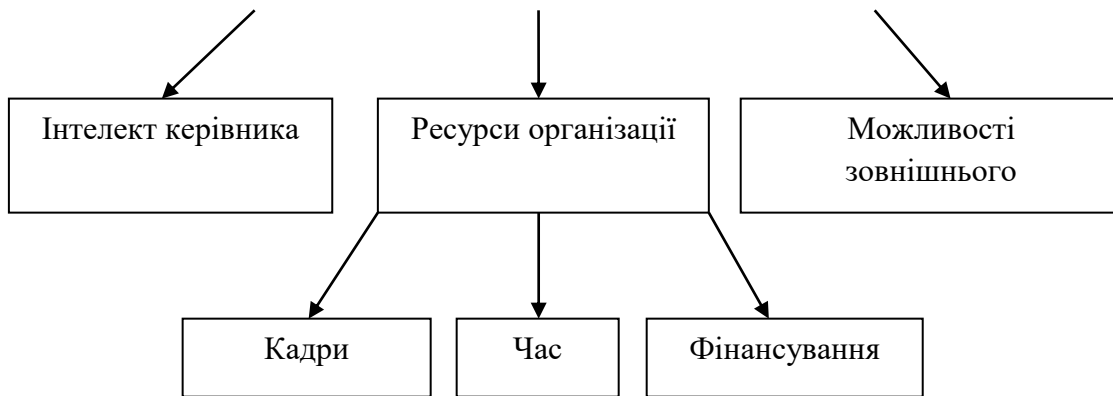 Інтелект керівника
Ресурси організації
Можливості
зовнішнього
Кадри
Час
Фінансування